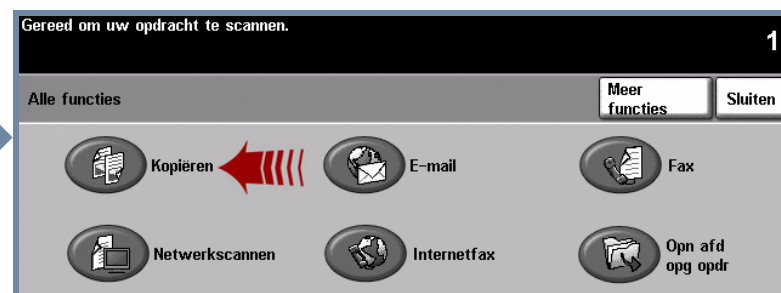 Gereed om uw opdracht te scannen.
1
Alle functies
Meer
functies
Sluiten
Kopiëren
E-mail
Fax
Netwerkscannen
Internetfax
Opn afd
opg opdr